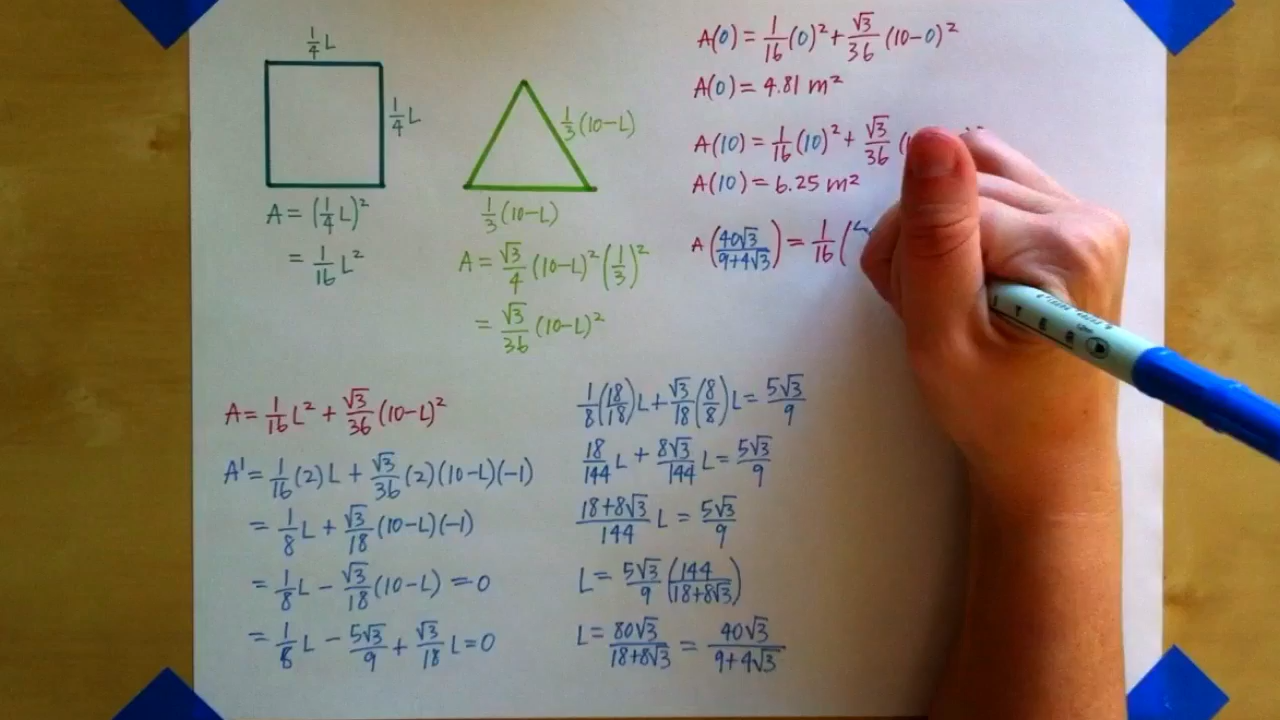 1/4 L
1/4 L
A = (1/4 L)²
= 1/16 L²
1/3 (10-L)
1/3 (10-L)
A = √3/4 (10-L)² (1/3)²
= √3/36 (10-L)²
A(0) = 1/16 (0)² + √3/36 (10-0)²
A(0) = 4.81 m²
A(10) = 1/16 (10)² + √3/36 (
A(10) = 6.25 m²
A(40√3/(9+4√3)) = 1/16 (
A = 1/16 L² + √3/36 (10-L)²
A' = 1/16 (2)L + √3/36 (2)(10-L)(-1)
= 1/8 L + √3/18 (10-L)(-1)
= 1/8 L - √3/18 (10-L) = 0
= 1/8 L - 5√3/9 + √3/18 L = 0
1/8 (18/18) L + √3/18 (8/8) L = 5√3/9
18/144 L + 8√3/144 L = 5√3/9
(18+8√3)/144 L = 5√3/9
L = 5√3/9 (144/(18+8√3))
L = 80√3/(18+8√3) = 40√3/(9+4√3)